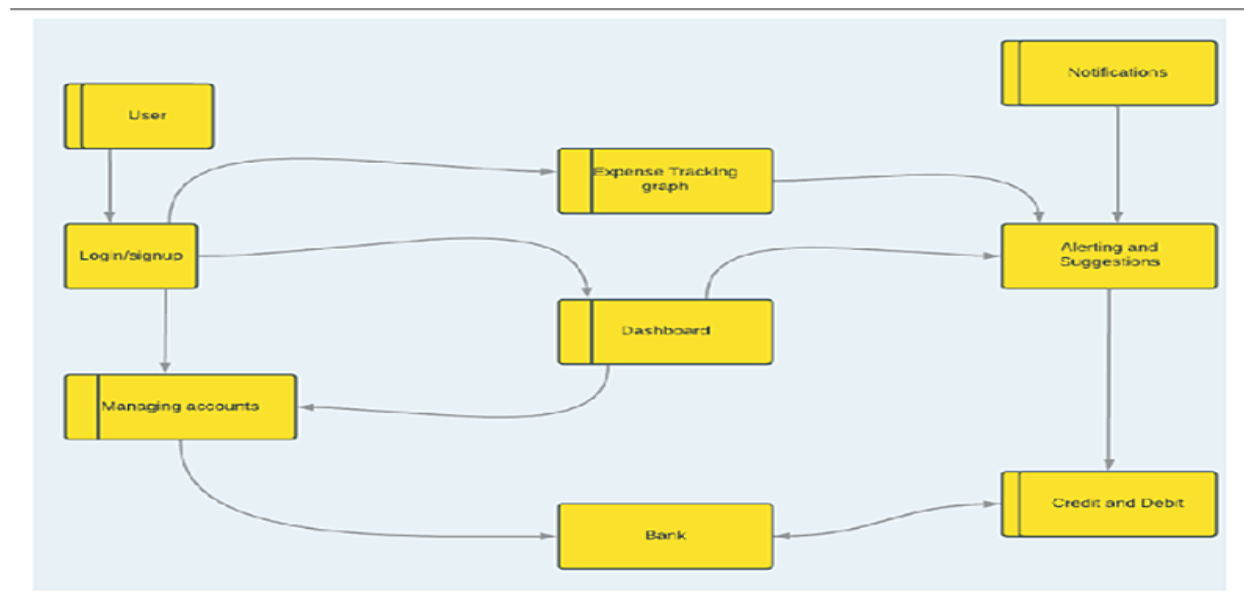 Notifications
User
Expense Tracking
graph
Login/signup
Alerting and
Suggestions
Dashboard
Managing accounts
Credit and Debit
Bank